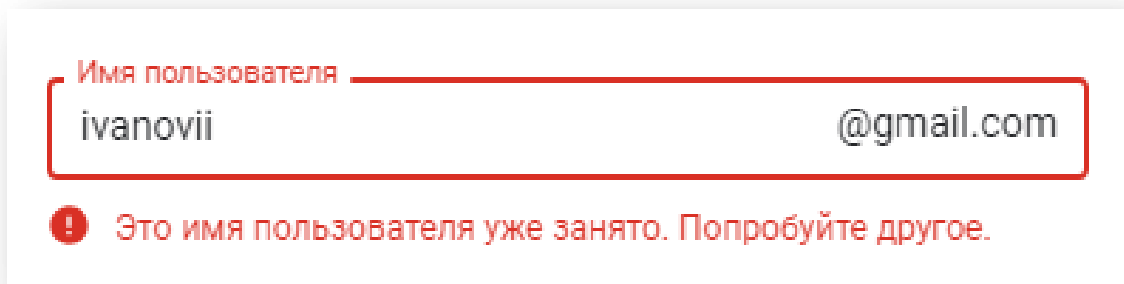 Имя пользователя
ivanovii @gmail.com
Это имя пользователя уже занято. Попробуйте другое.